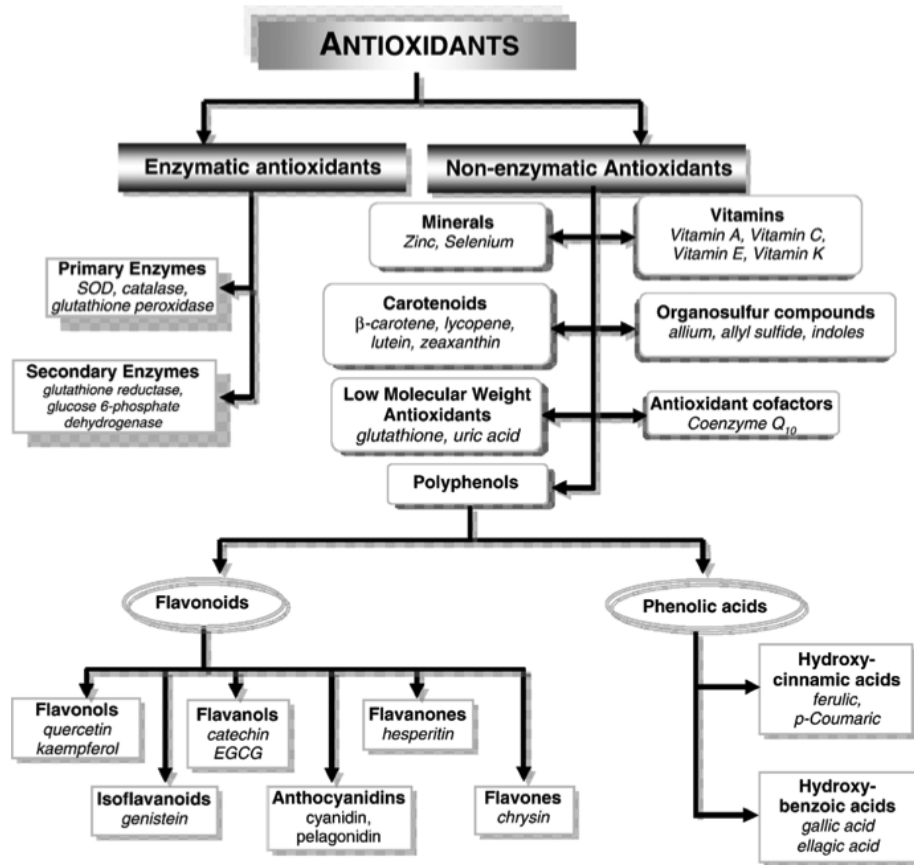 ANTIOXIDANTS
Enzymatic antioxidants
Non-enzymatic Antioxidants
Minerals
Zinc, Selenium
Vitamins
Vitamin A, Vitamin C,
Vitamin E, Vitamin K
Primary Enzymes
SOD, catalase,
glutathione peroxidase
Carotenoids
β-carotene, lycopene,
lutein, zeaxanthin
Organosulfur compounds
allium, allyl sulfide, indoles
Secondary Enzymes
glutathione reductase,
glucose 6-phosphate
dehydrogenase
Low Molecular Weight
Antioxidants
glutathione, uric acid
Antioxidant cofactors
Coenzyme Q10
Polyphenols
Flavonoids
Phenolic acids
Flavonols
quercetin
kaempferol
Flavanols
catechin
EGCG
Flavanones
hesperitin
Isoflavanoids
genistein
Anthocyanidins
cyanidin,
pelagonidin
Flavones
chrysin
Hydroxy-
cinnamic acids
ferulic,
p-Coumaric
Hydroxy-
benzoic acids
gallic acid
ellagic acid